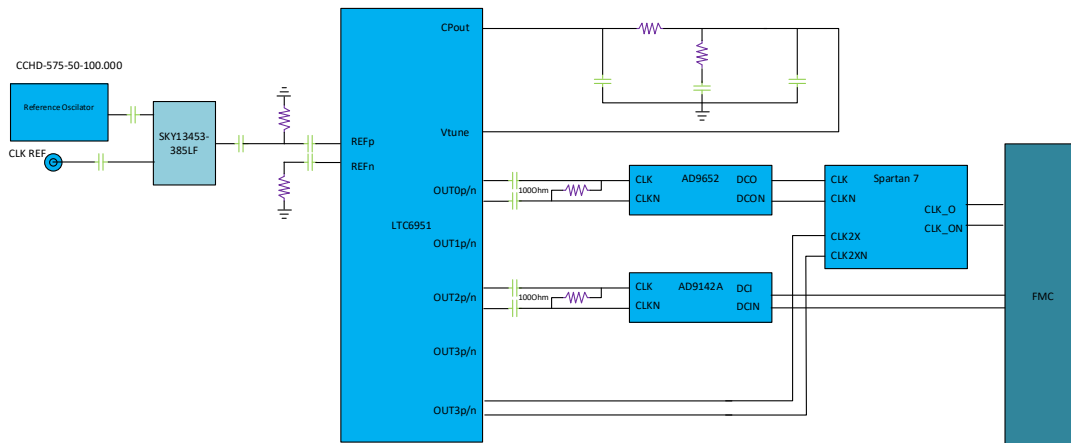 CPout
CCHD-575-50-100.000
Reference Oscilator
SKY13453-
385LF
CLK REF
REFp
REFn
Vtune
OUT0p/n
LTC6951
OUT1p/n
OUT2p/n
OUT3p/n
OUT3p/n
100Ohm
CLK
AD9652
DCO
CLKN
DCON
Spartan 7
CLK
CLKN
CLK_O
CLK_ON
CLK2X
CLK2XN
100Ohm
CLK
AD9142A
DCI
CLKN
DCIN
FMC